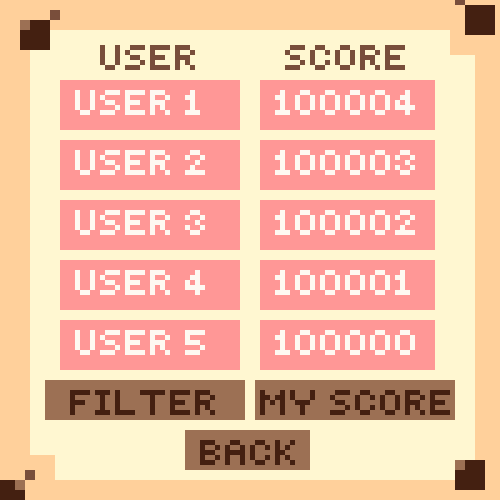 USER SCORE
USER 1 100004
USER 2 100003
USER 3 100002
USER 4 100001
USER 5 100000
FILTER MY SCORE
BACK